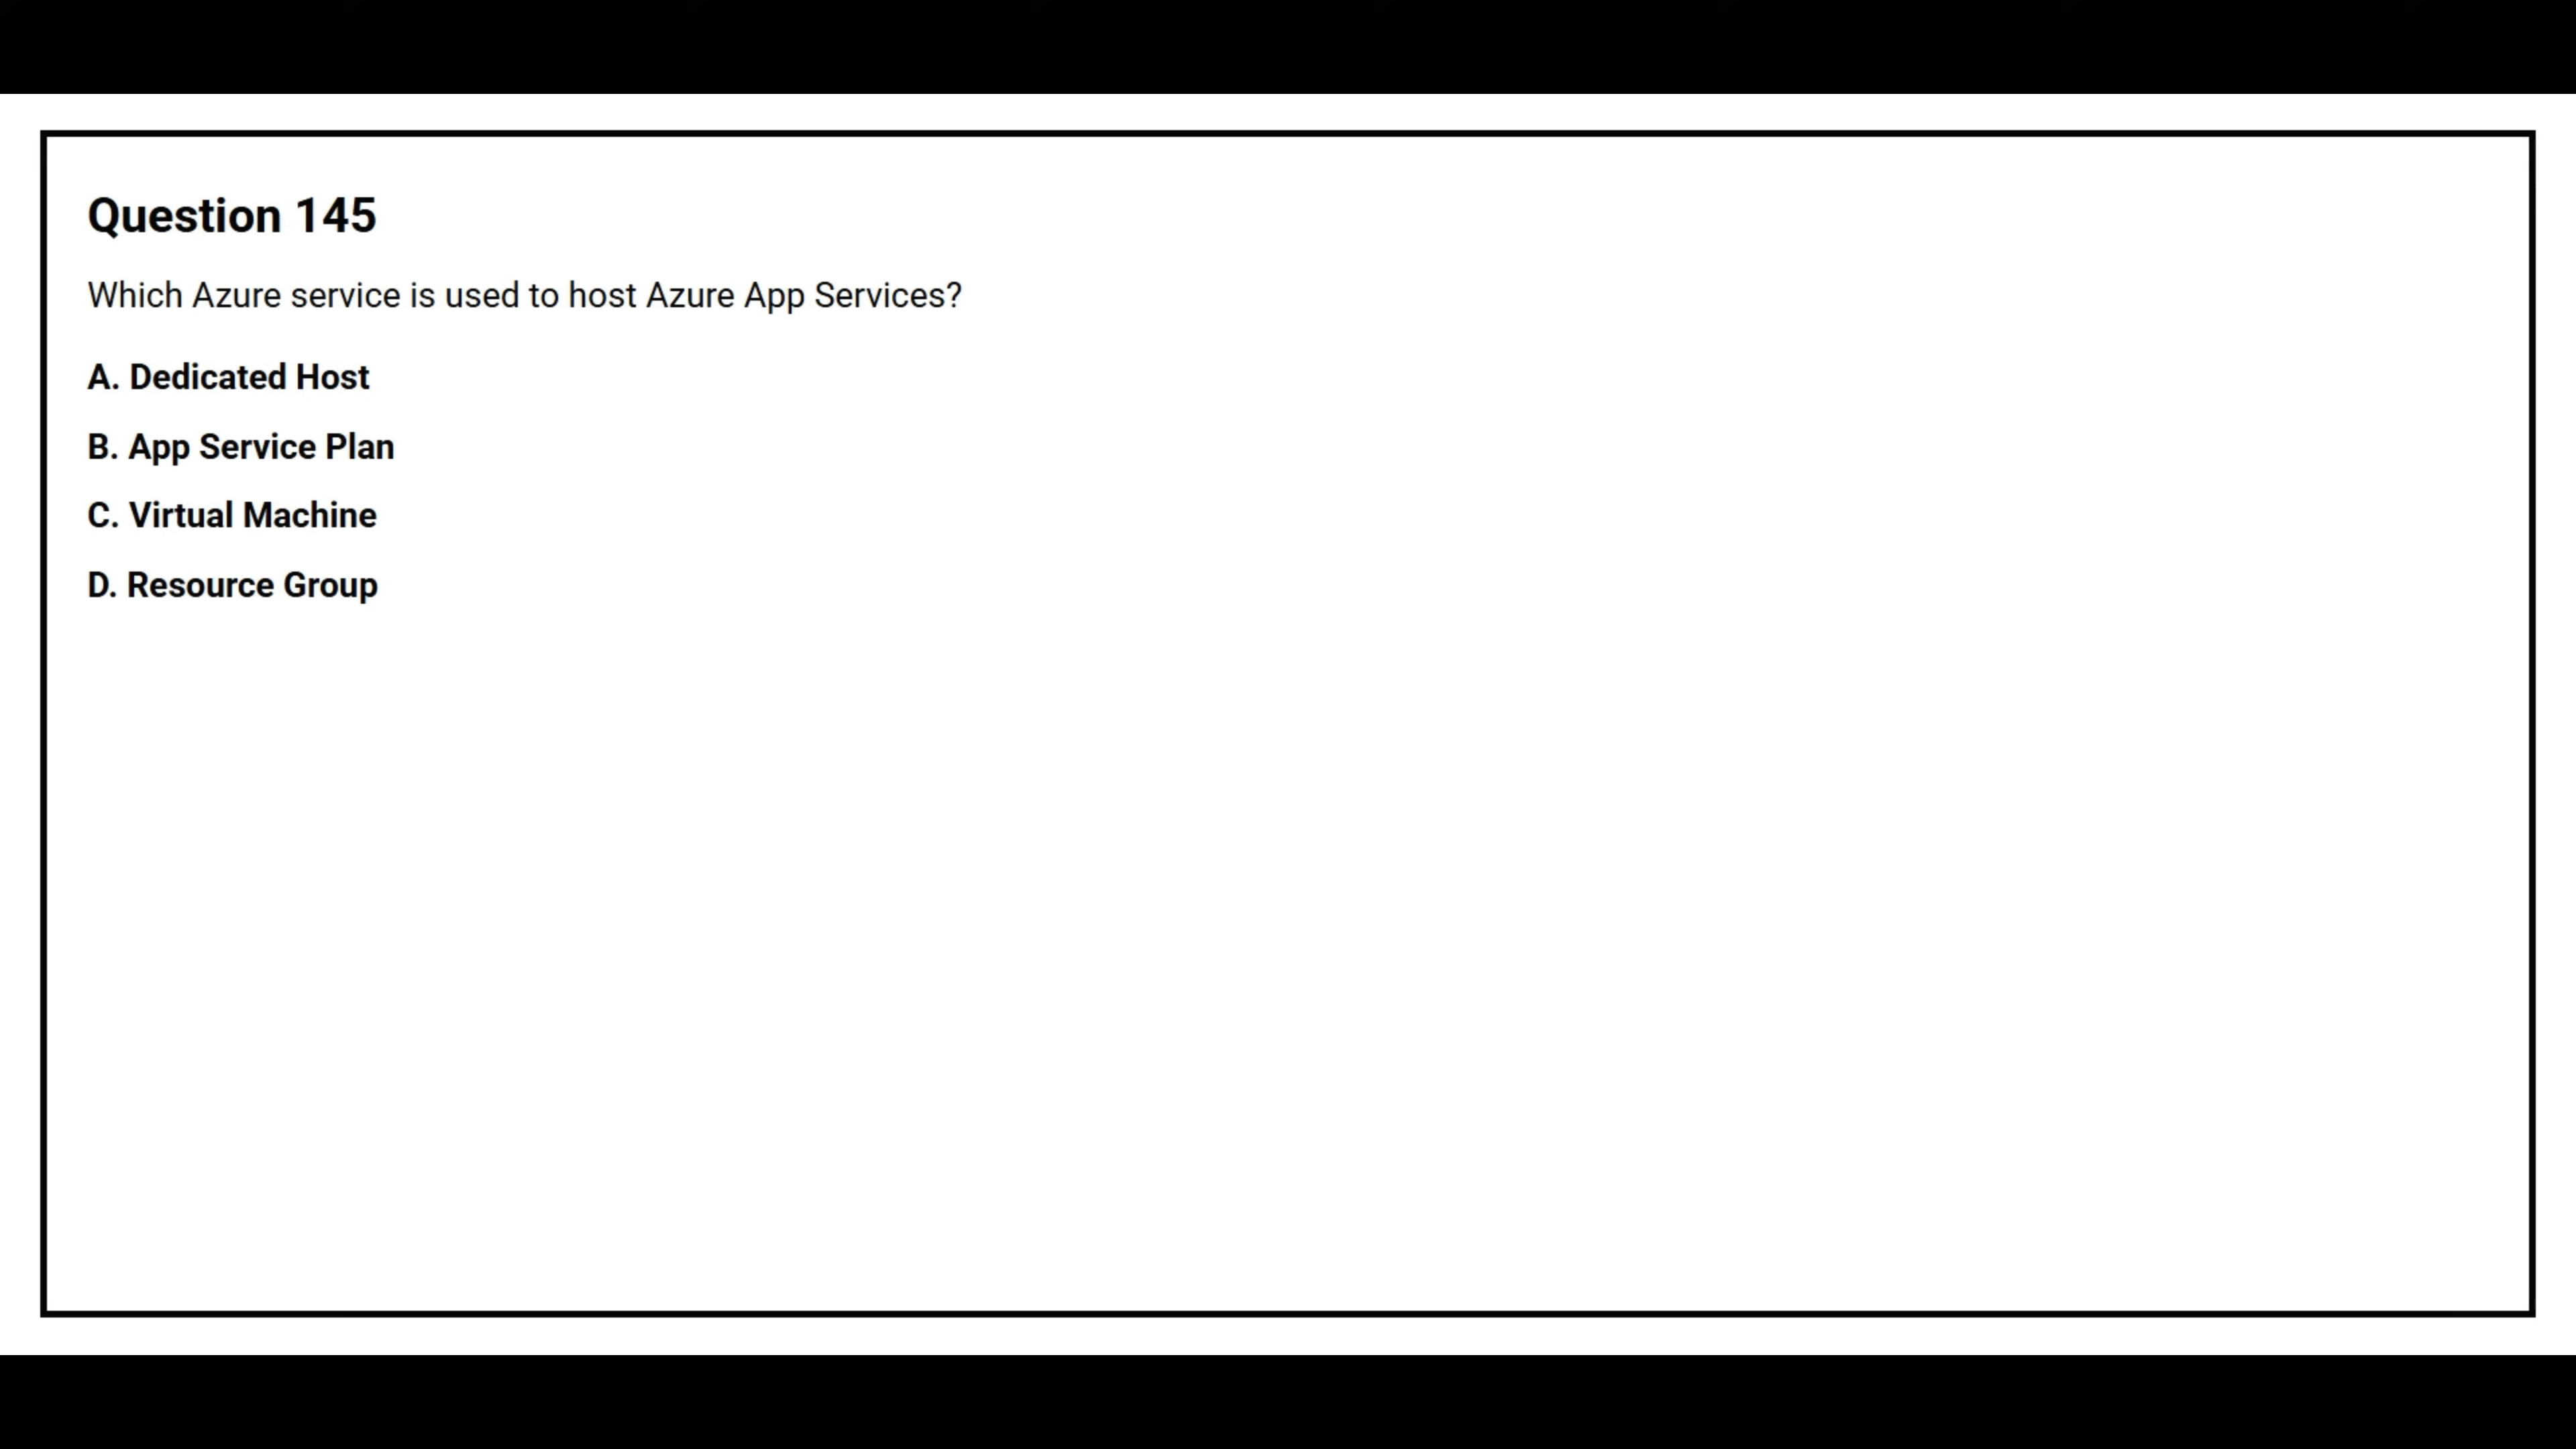 Question 145
Which Azure service is used to host Azure App Services?
A. Dedicated Host
B. App Service Plan
C. Virtual Machine
D. Resource Group